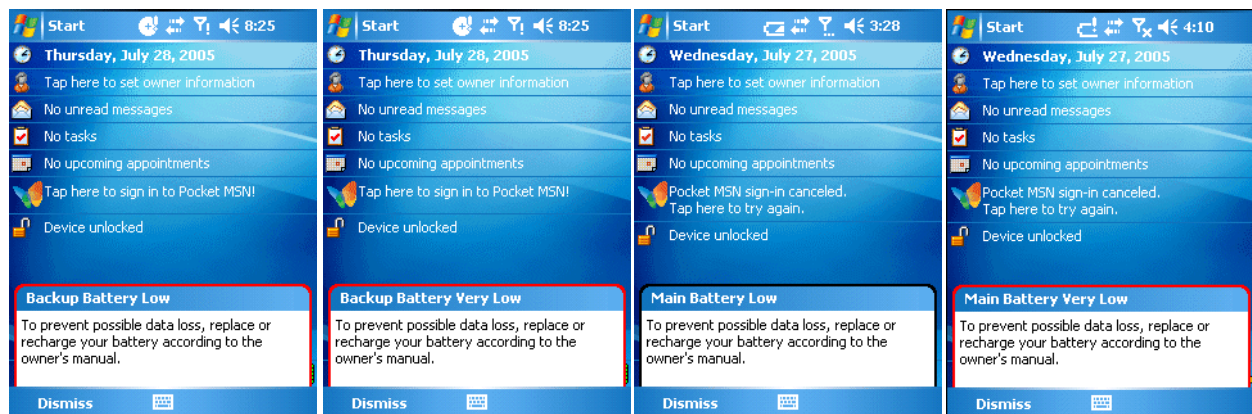 Start 8:25
Thursday, July 28, 2005
Tap here to set owner information
No unread messages
No tasks
No upcoming appointments
Tap here to sign in to Pocket MSN!
Device unlocked
Backup Battery Low
To prevent possible data loss, replace or
recharge your battery according to the
owner's manual.
Dismiss
Start 8:25
Thursday, July 28, 2005
Tap here to set owner information
No unread messages
No tasks
No upcoming appointments
Tap here to sign in to Pocket MSN!
Device unlocked
Backup Battery Very Low
To prevent possible data loss, replace or
recharge your battery according to the
owner's manual.
Dismiss
Start 3:28
Wednesday, July 27, 2005
Tap here to set owner information
No unread messages
No tasks
No upcoming appointments
Pocket MSN sign-in canceled.
Tap here to try again.
Device unlocked
Main Battery Low
To prevent possible data loss, replace or
recharge your battery according to the
owner's manual.
Dismiss
Start 4:10
Wednesday, July 27, 2005
Tap here to set owner information
No unread messages
No tasks
No upcoming appointments
Pocket MSN sign-in canceled.
Tap here to try again.
Device unlocked
Main Battery Very Low
To prevent possible data loss, replace or
recharge your battery according to the
owner's manual.
Dismiss